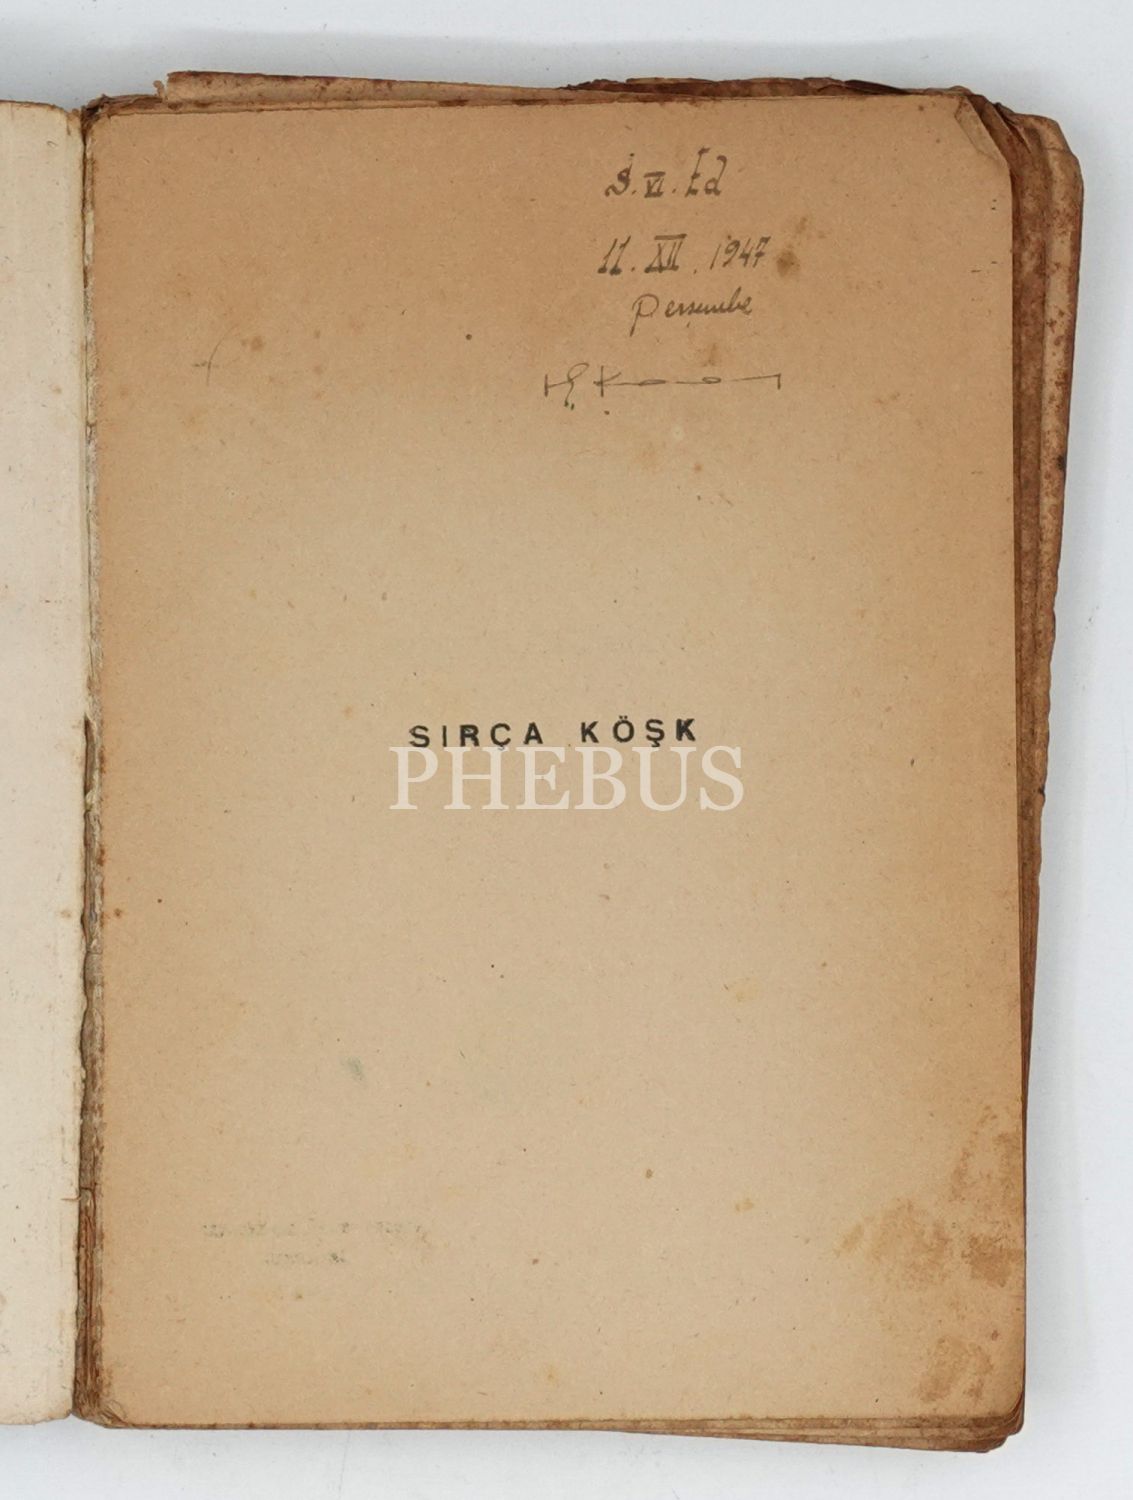 S. VI. Ed
11. XII. 1947
Perşembe
SIRÇA KÖŞK
PHEBUS